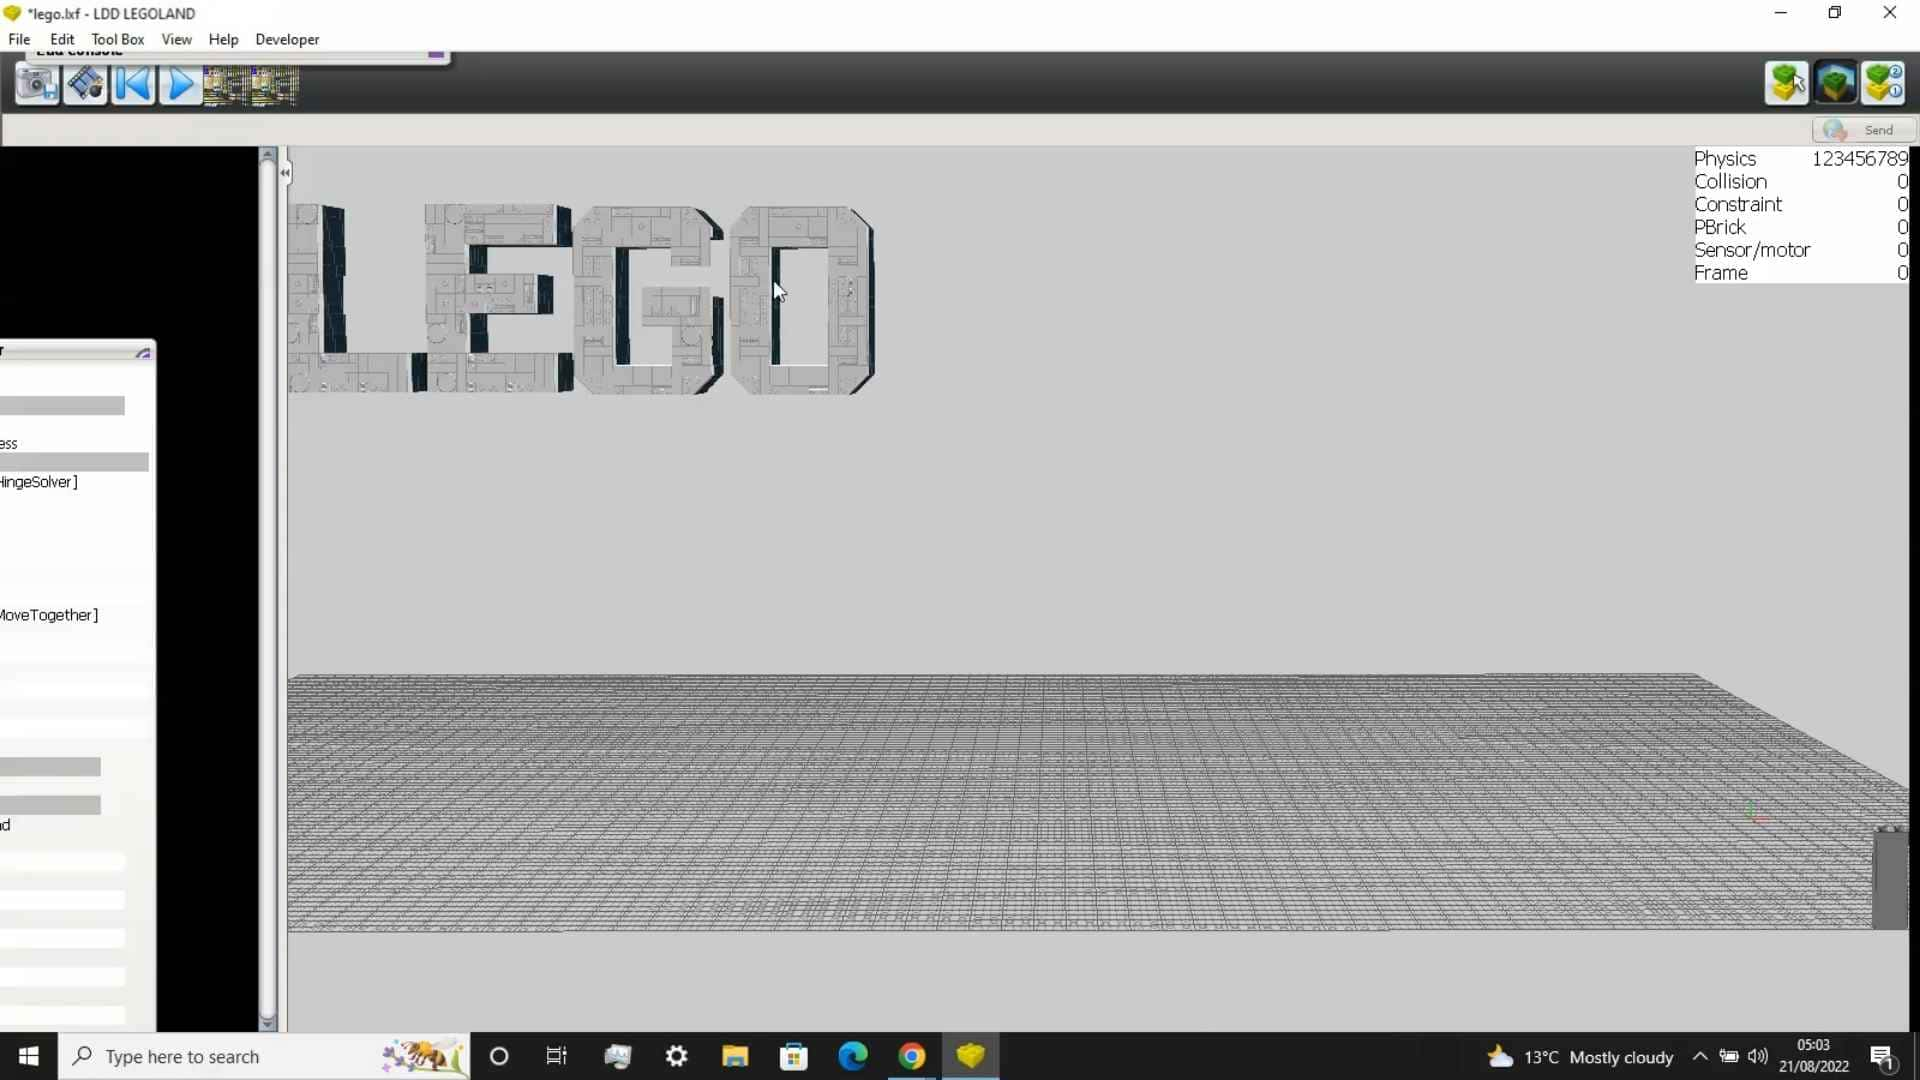 *lego.lxf - LDD LEGOLAND
File Edit Tool Box View Help Developer
Send
Physics 123456789
Collision 0
Constraint 0
PBrick 0
Sensor/motor 0
Frame 0
LEGO
r
ess
HingeSolver]
MoveTogether]
nd
Type here to search
13°C Mostly cloudy
05:03
21/08/2022
1